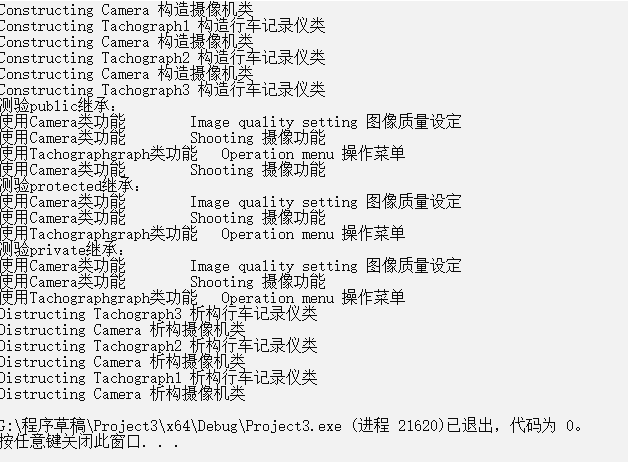 Constructing Camera 构造摄像机类
Constructing Tachograph1 构造行车记录仪类
Constructing Camera 构造摄像机类
Constructing Tachograph2 构造行车记录仪类
Constructing Camera 构造摄像机类
Constructing Tachograph3 构造行车记录仪类
测验public继承:
使用Camera类功能 Image quality setting 图像质量设定
使用Camera类功能 Shooting 摄像功能
使用Tachographgraph类功能 Operation menu 操作菜单
使用Camera类功能 Shooting 摄像功能
测验protected继承:
使用Camera类功能 Image quality setting 图像质量设定
使用Camera类功能 Shooting 摄像功能
使用Tachographgraph类功能 Operation menu 操作菜单
测验private继承:
使用Camera类功能 Image quality setting 图像质量设定
使用Camera类功能 Shooting 摄像功能
使用Tachographgraph类功能 Operation menu 操作菜单
Distructing Tachograph3 析构行车记录仪类
Distructing Camera 析构摄像机类
Distructing Tachograph2 析构行车记录仪类
Distructing Camera 析构摄像机类
Distructing Tachograph1 析构行车记录仪类
Distructing Camera 析构摄像机类
G:\程序草稿\Project3\x64\Debug\Project3.exe (进程 21620)已退出，代码为 0。
按任意键关闭此窗口. . .